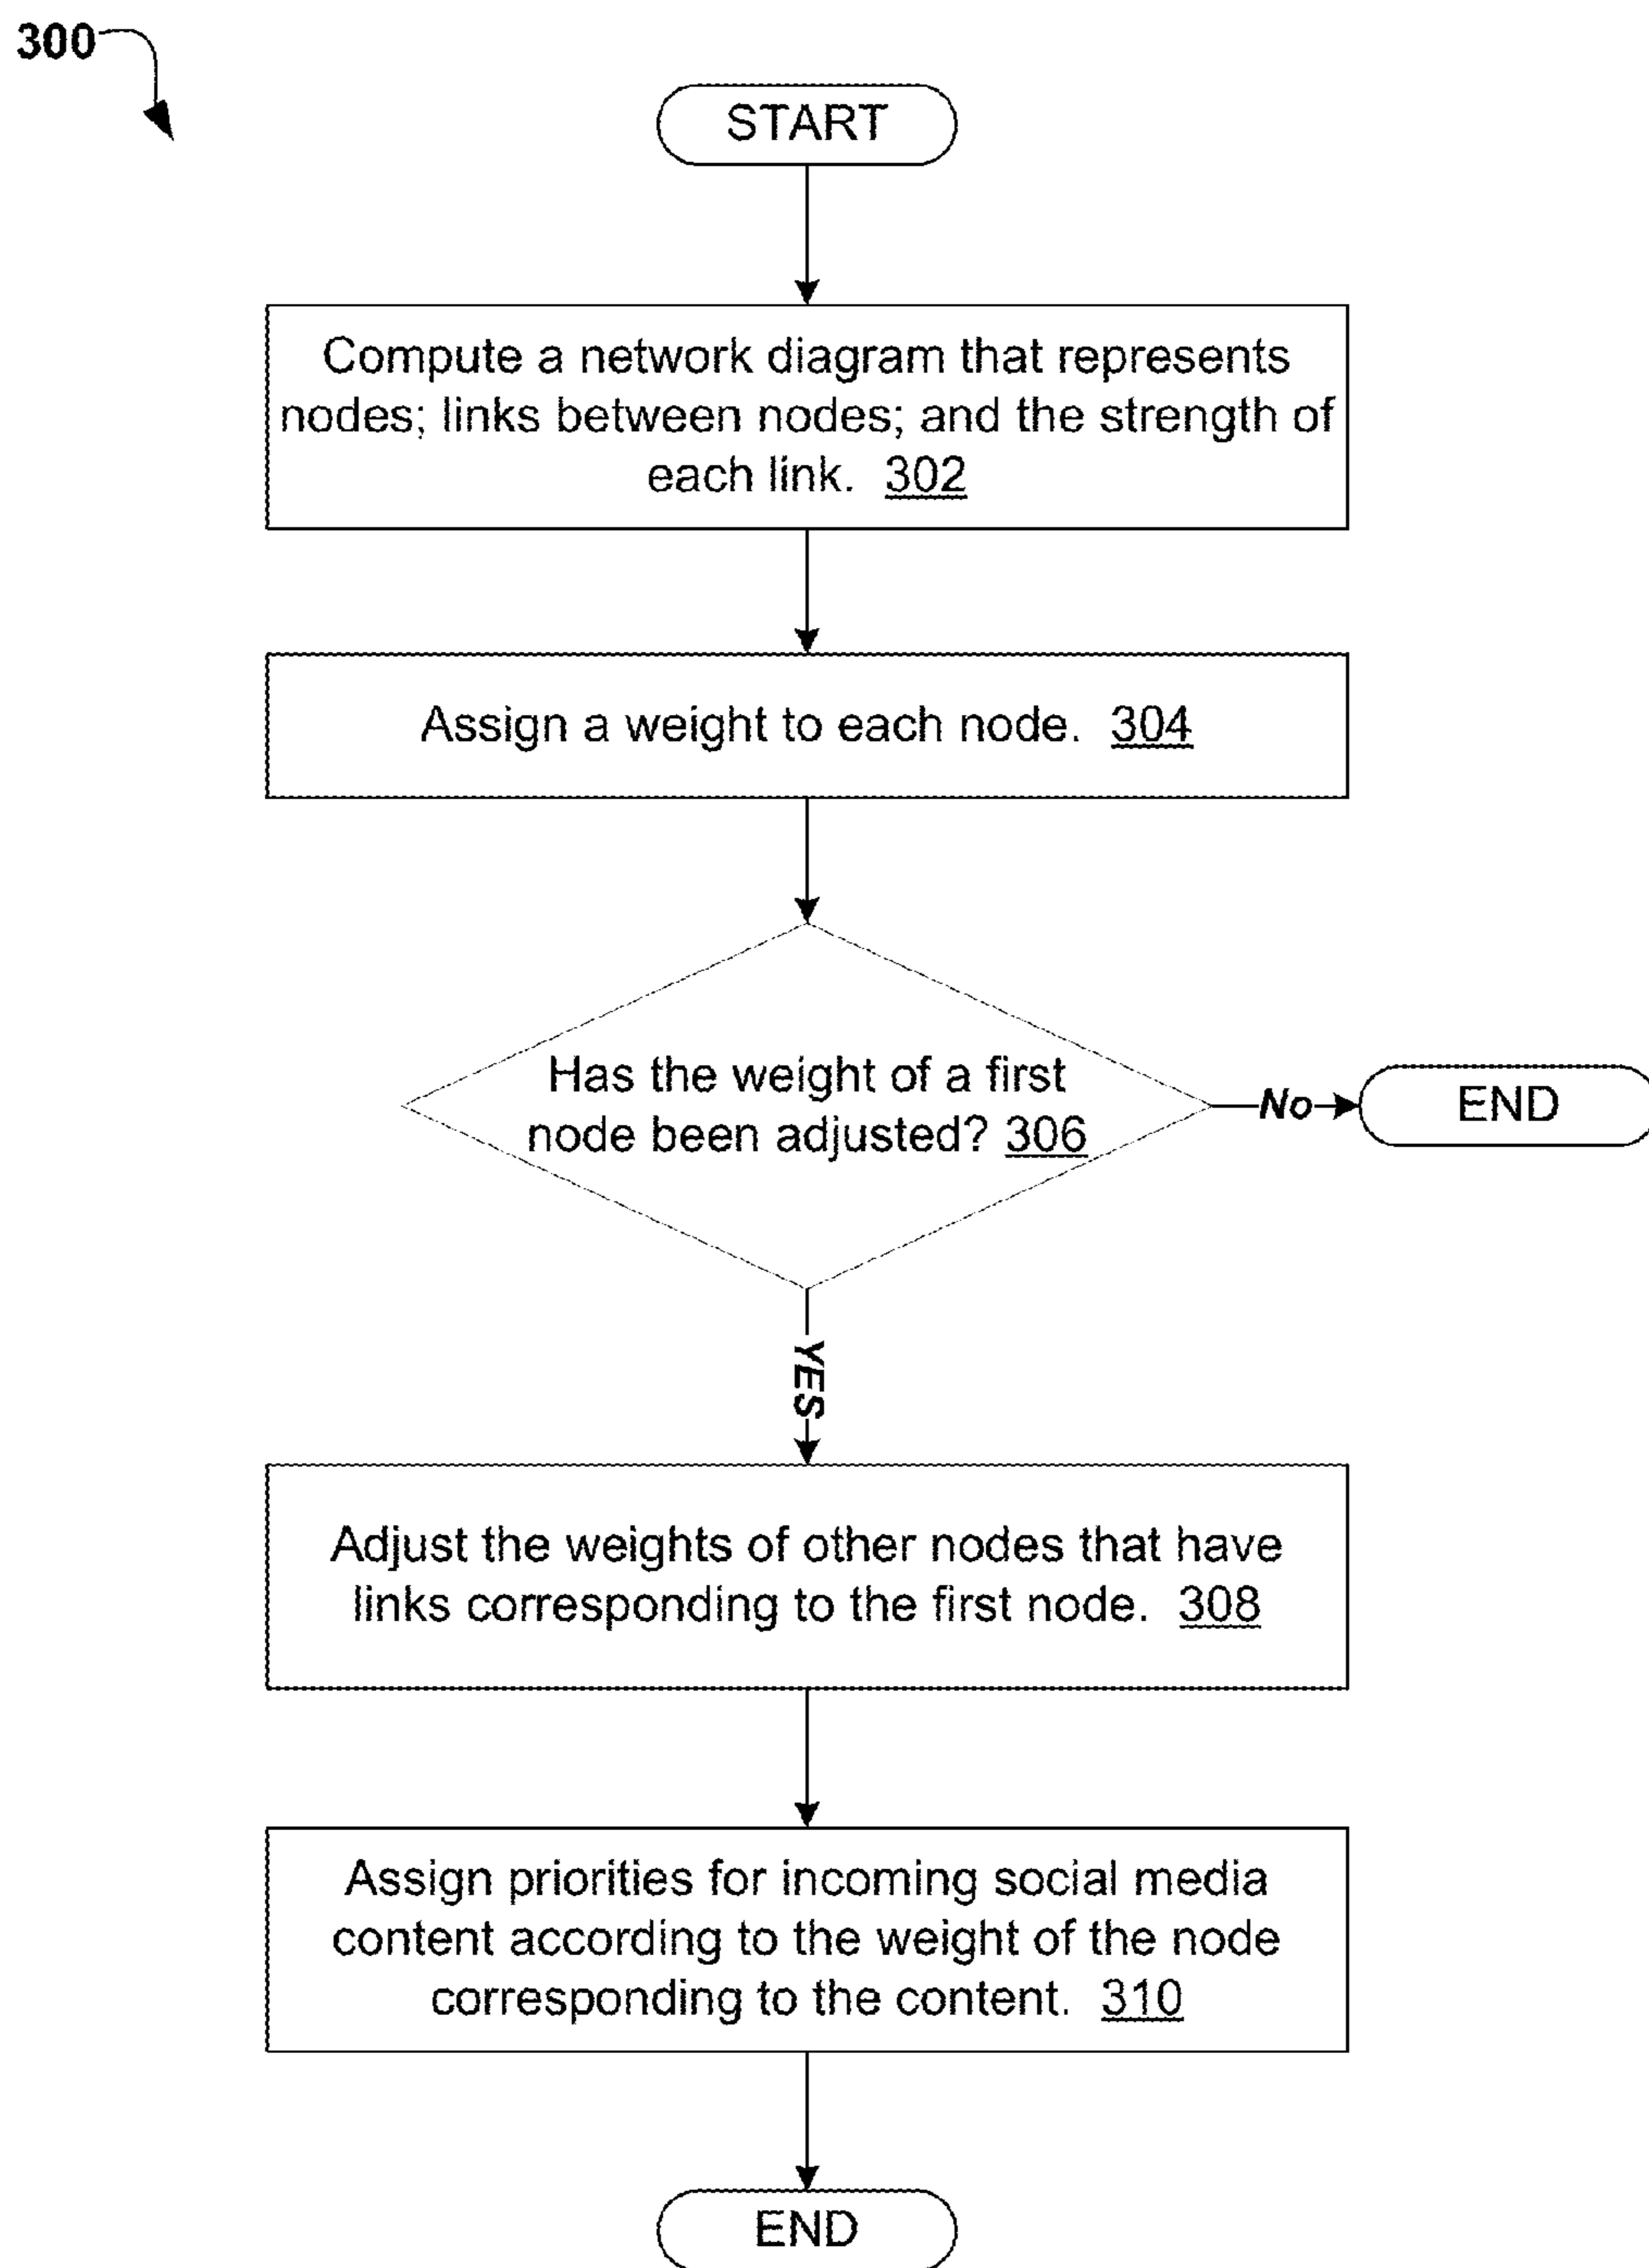 300
START
Compute a network diagram that represents
nodes; links between nodes; and the strength of
each link. 302
Assign a weight to each node. 304
Has the weight of a first
node been adjusted? 306
No
END
YES
Adjust the weights of other nodes that have
links corresponding to the first node. 308
Assign priorities for incoming social media
content according to the weight of the node
corresponding to the content. 310
END